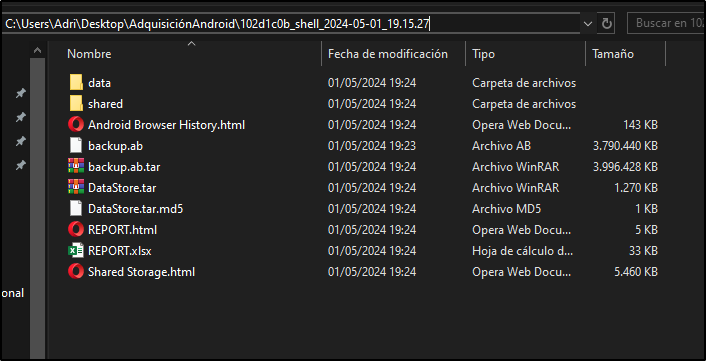 C:\Users\Adri\Desktop\AdquisiciónAndroid\102d1c0b_shell_2024-05-01_19.15.27
Buscar en 102
Nombre Fecha de modificación Tipo Tamaño
data 01/05/2024 19:24 Carpeta de archivos
shared 01/05/2024 19:24 Carpeta de archivos
Android Browser History.html 01/05/2024 19:24 Opera Web Docu... 143 KB
backup.ab 01/05/2024 19:23 Archivo AB 3.790.440 KB
backup.ab.tar 01/05/2024 19:24 Archivo WinRAR 3.996.428 KB
DataStore.tar 01/05/2024 19:24 Archivo WinRAR 1.270 KB
DataStore.tar.md5 01/05/2024 19:24 Archivo MD5 1 KB
REPORT.html 01/05/2024 19:24 Opera Web Docu... 5 KB
REPORT.xlsx 01/05/2024 19:24 Hoja de cálculo d... 33 KB
Shared Storage.html 01/05/2024 19:24 Opera Web Docu... 5.460 KB
onal